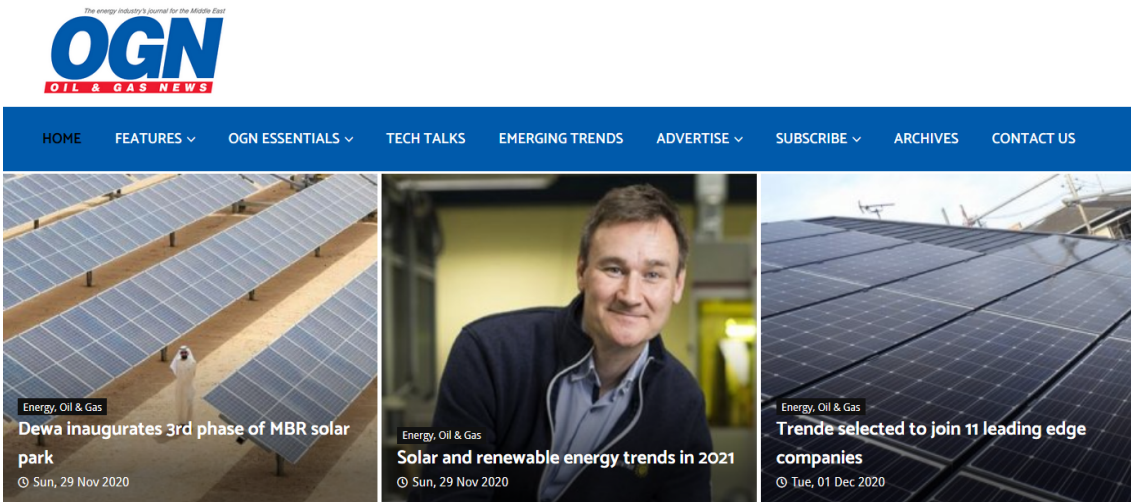 The energy industry's journal for the Middle East
OGN
OIL & GAS NEWS
HOME FEATURES OGN ESSENTIALS TECH TALKS EMERGING TRENDS ADVERTISE SUBSCRIBE ARCHIVES CONTACT US
Energy, Oil & Gas
Dewa inaugurates 3rd phase of MBR solar
park
Sun, 29 Nov 2020
Energy, Oil & Gas
Solar and renewable energy trends in 2021
Sun, 29 Nov 2020
Energy, Oil & Gas
Trende selected to join 11 leading edge
companies
Tue, 01 Dec 2020